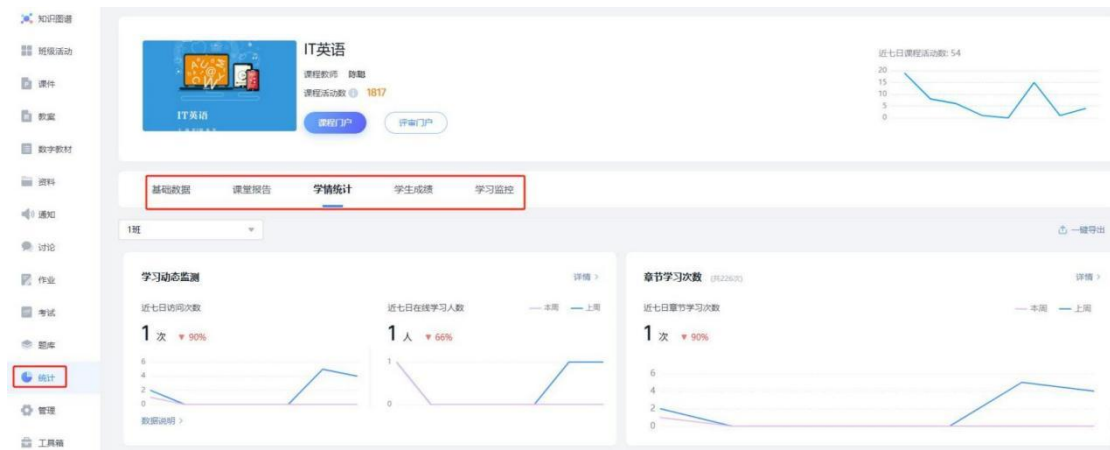 知识图谱
班级活动
课件
教案
数字教材
资料
通知
讨论
作业
考试
题库
统计
管理
工具箱
IT英语
IT英语
课程教师 陈聪
课程活动数 1817
课程门户
评审门户
近七日课程活动数: 54
20
15
10
5
0
基础数据 课堂报告 学情统计 学生成绩 学习监控
1班
一键导出
学习动态监测 详情 >
近七日访问次数
1 次 ▼ 90%
6
4
2
0
数据说明 >
近七日在线学习人数
本周 上周
1 人 ▼ 66%
1
0
章节学习次数 (共226次) 详情 >
近七日章节学习次数
本周 上周
1 次 ▼ 90%
6
4
2
0